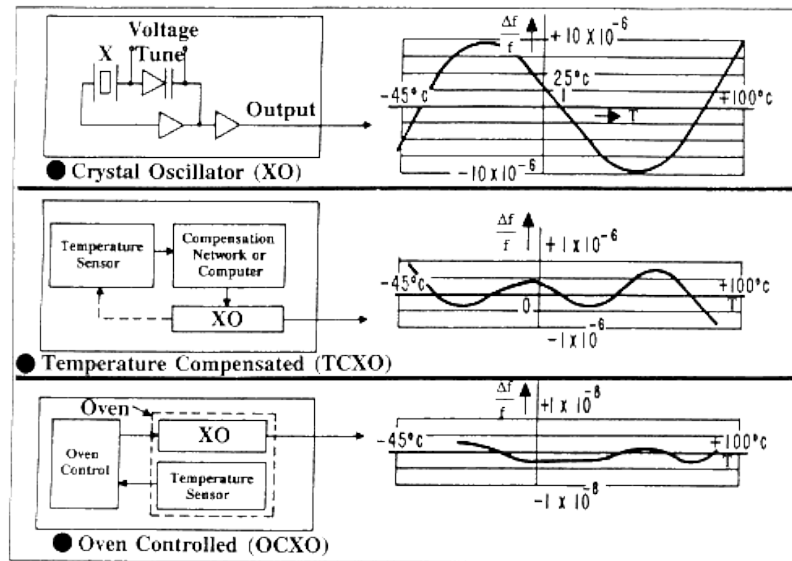 Voltage
X Tune
Output
● Crystal Oscillator (XO)
Δf/f +10 x 10⁻⁶
25°c
-45°c +100°c
T
-10 x 10⁻⁶
Temperature Sensor
Compensation Network or Computer
XO
● Temperature Compensated (TCXO)
Δf/f +1 x 10⁻⁶
-45°c +100°c
0 T
-1 x 10⁻⁶
Oven
Oven Control
XO
Temperature Sensor
● Oven Controlled (OCXO)
Δf/f +1 x 10⁻⁸
-45°c +100°c
T
-1 x 10⁻⁸